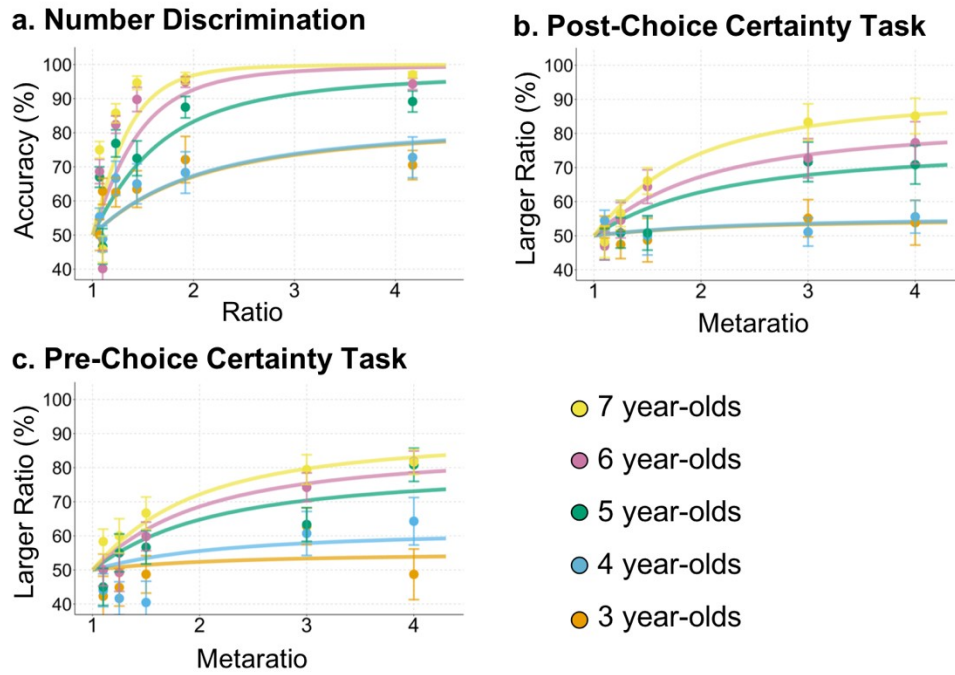 a. Number Discrimination
Accuracy (%)
100
90
80
70
60
50
40
1 2 3 4
Ratio
b. Post-Choice Certainty Task
Larger Ratio (%)
100
90
80
70
60
50
40
1 2 3 4
Metaratio
c. Pre-Choice Certainty Task
Larger Ratio (%)
100
90
80
70
60
50
40
1 2 3 4
Metaratio
7 year-olds
6 year-olds
5 year-olds
4 year-olds
3 year-olds